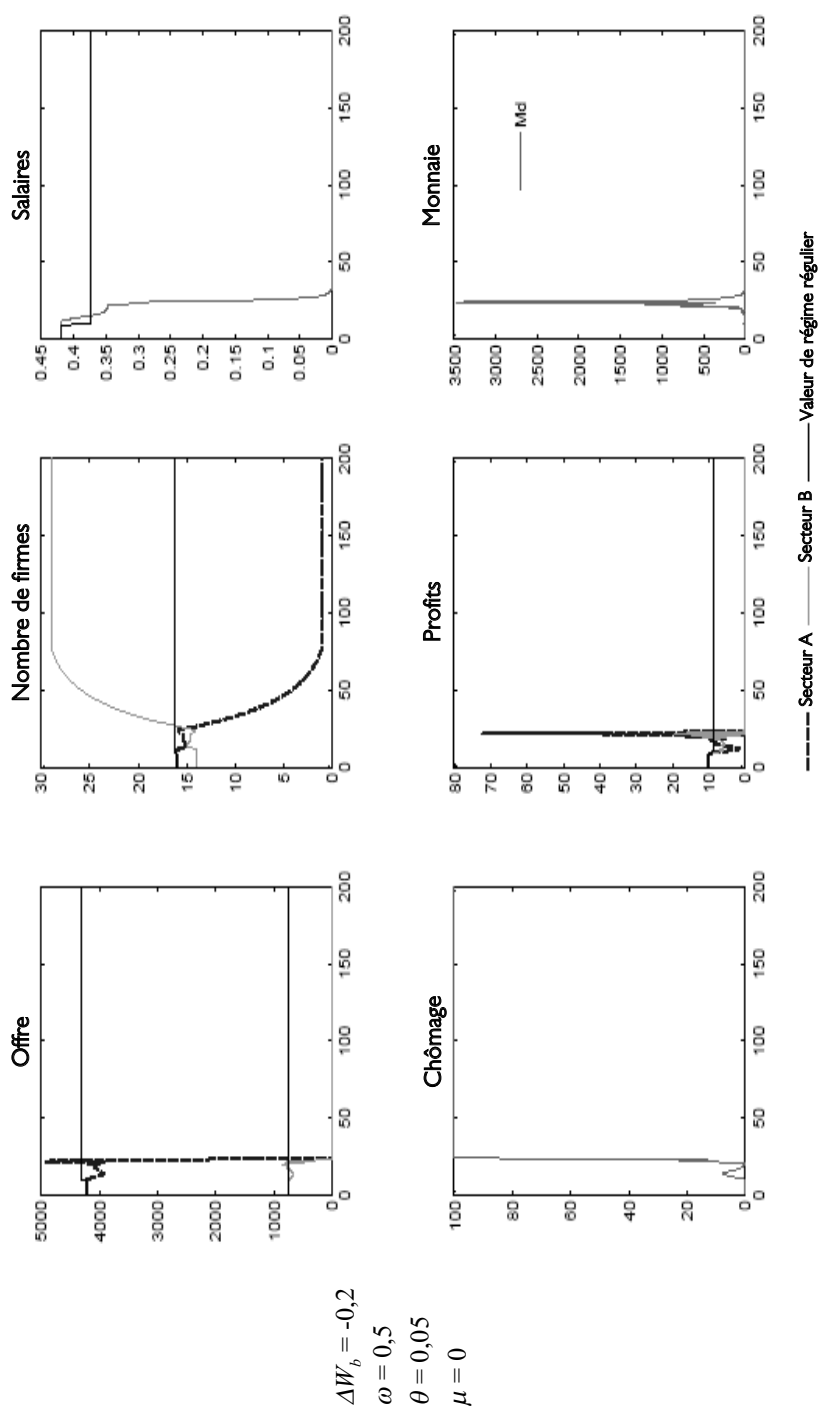 ΔW_b = -0,2
ω = 0,5
θ = 0,05
μ = 0
Offre
5000
4000
3000
2000
1000
0
0 50 100 150 200
Nombre de firmes
30
25
20
15
10
5
0
0 50 100 150 200
Salaires
0.45
0.4
0.35
0.3
0.25
0.2
0.15
0.1
0.05
0
0 50 100 150 200
Chômage
100
80
60
40
20
0
0 50 100 150 200
Profits
80
70
60
50
40
30
20
10
0
0 50 100 150 200
Monnaie
3500
3000
2500
2000
1500
1000
500
0
0 50 100 150 200
Md
Secteur A Secteur B Valeur de régime régulier